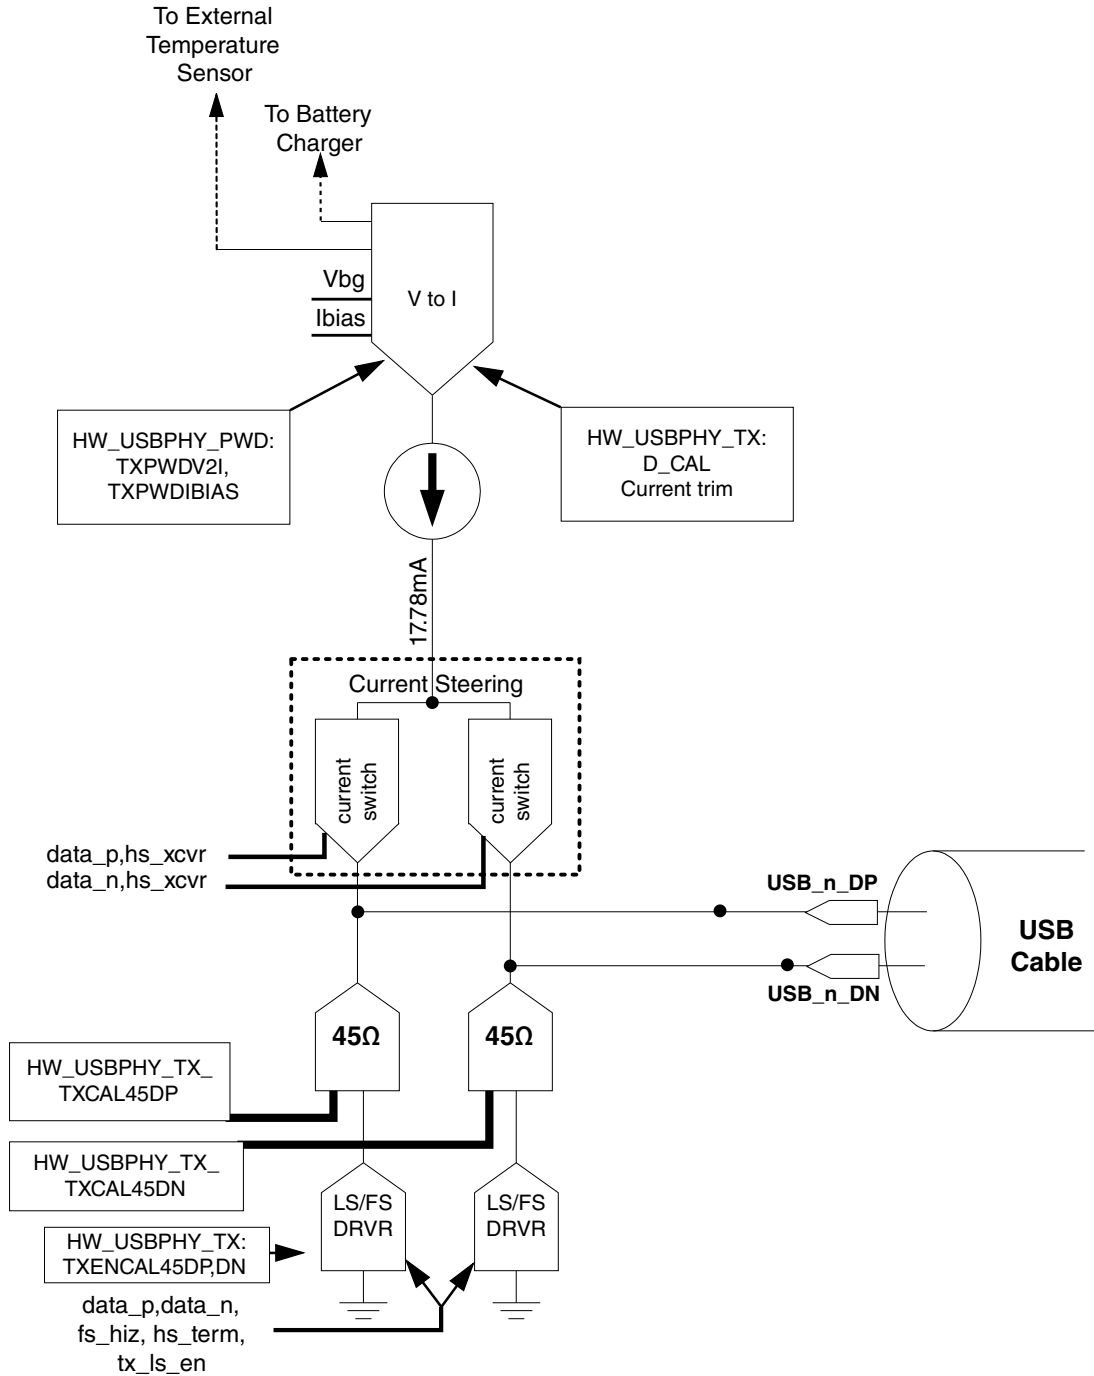 To External
Temperature
Sensor
To Battery
Charger
Vbg
Ibias
V to I
HW_USBPHY_PWD:
TXPWDV2I,
TXPWDIBIAS
HW_USBPHY_TX:
D_CAL
Current trim
17.78mA
Current Steering
current
switch
current
switch
data_p,hs_xcvr
data_n,hs_xcvr
USB_n_DP
USB
Cable
USB_n_DN
45Ω
45Ω
HW_USBPHY_TX_
TXCAL45DP
HW_USBPHY_TX_
TXCAL45DN
LS/FS
DRVR
LS/FS
DRVR
HW_USBPHY_TX:
TXENCAL45DP,DN
data_p,data_n,
fs_hiz, hs_term,
tx_ls_en